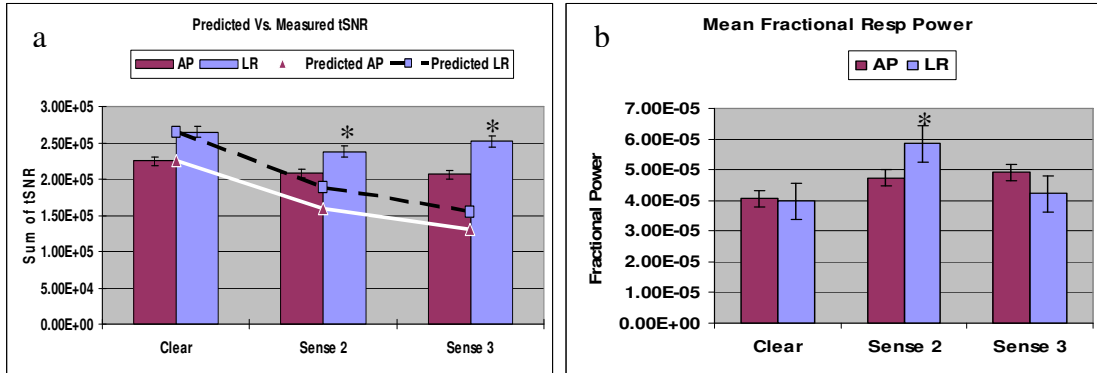 a
Predicted Vs. Measured tSNR
AP LR Predicted AP Predicted LR
Sum of tSNR
3.00E+05
2.50E+05
2.00E+05
1.50E+05
1.00E+05
5.00E+04
0.00E+00
* *
Clear Sense 2 Sense 3
b
Mean Fractional Resp Power
AP LR
Fractional Power
7.00E-05
6.00E-05
5.00E-05
4.00E-05
3.00E-05
2.00E-05
1.00E-05
0.00E+00
*
Clear Sense 2 Sense 3